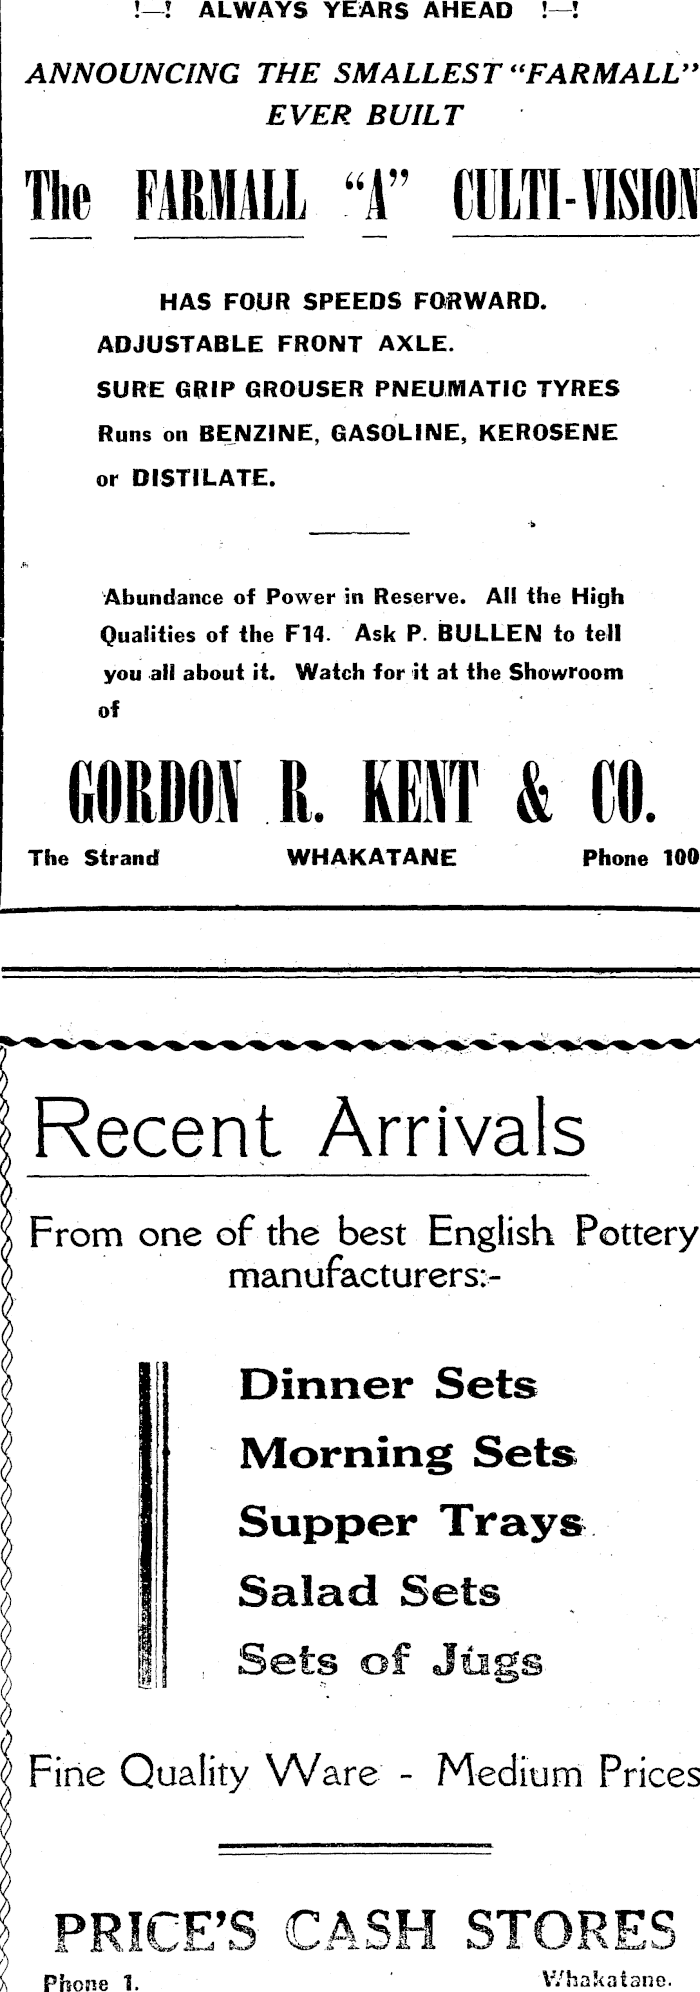 !—! ALWAYS YEARS AHEAD !—!
ANNOUNCING THE SMALLEST "FARMALL"
EVER BUILT
The FARMALL "A" CULTI-VISION
HAS FOUR SPEEDS FORWARD.
ADJUSTABLE FRONT AXLE.
SURE GRIP GROUSER PNEUMATIC TYRES
Runs on BENZINE, GASOLINE, KEROSENE
or DISTILATE.
Abundance of Power in Reserve. All the High
Qualities of the F14. Ask P. BULLEN to tell
you all about it. Watch for it at the Showroom
of
GORDON R. KENT & CO.
The Strand WHAKATANE Phone 100
Recent Arrivals
From one of the best English Pottery
manufacturers:-
Dinner Sets
Morning Sets
Supper Trays
Salad Sets
Sets of Jugs
Fine Quality Ware - Medium Prices
PRICE'S CASH STORES
Phone 1. Whakatane.